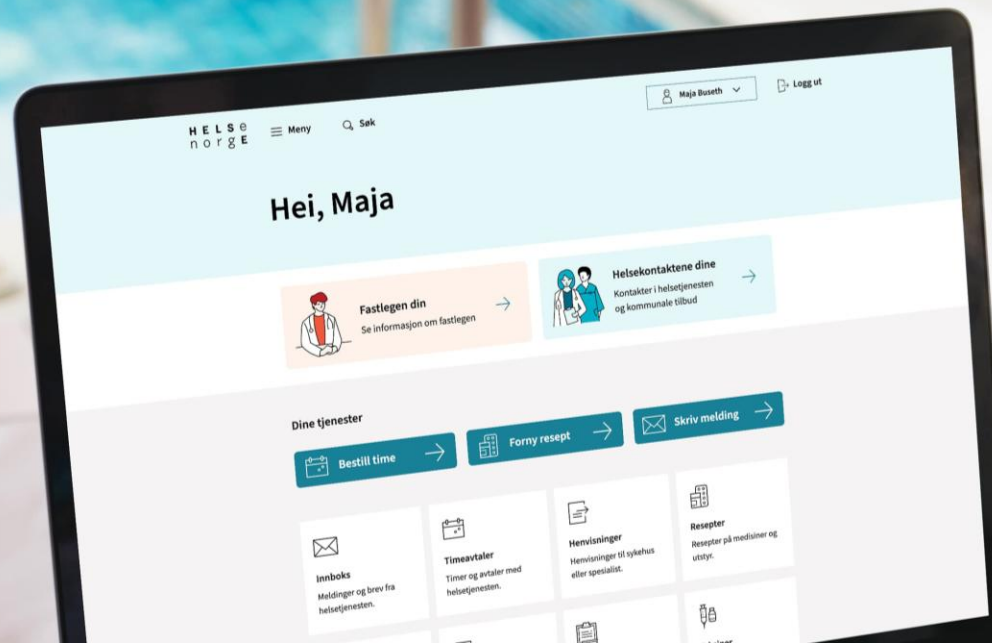 HELSe
norgE
Meny
Søk
Maja Buseth
Logg ut
Hei, Maja
Fastlegen din
Se informasjon om fastlegen
Helsekontaktene dine
Kontakter i helsetjenesten
og kommunale tilbud
Dine tjenester
Bestill time
Forny resept
Skriv melding
Innboks
Meldinger og brev fra
helsetjenesten.
Timeavtaler
Timer og avtaler med
helsetjenesten.
Henvisninger
Henvisninger til sykehus
eller spesialist.
Resepter
Resepter på medisiner og
utstyr.